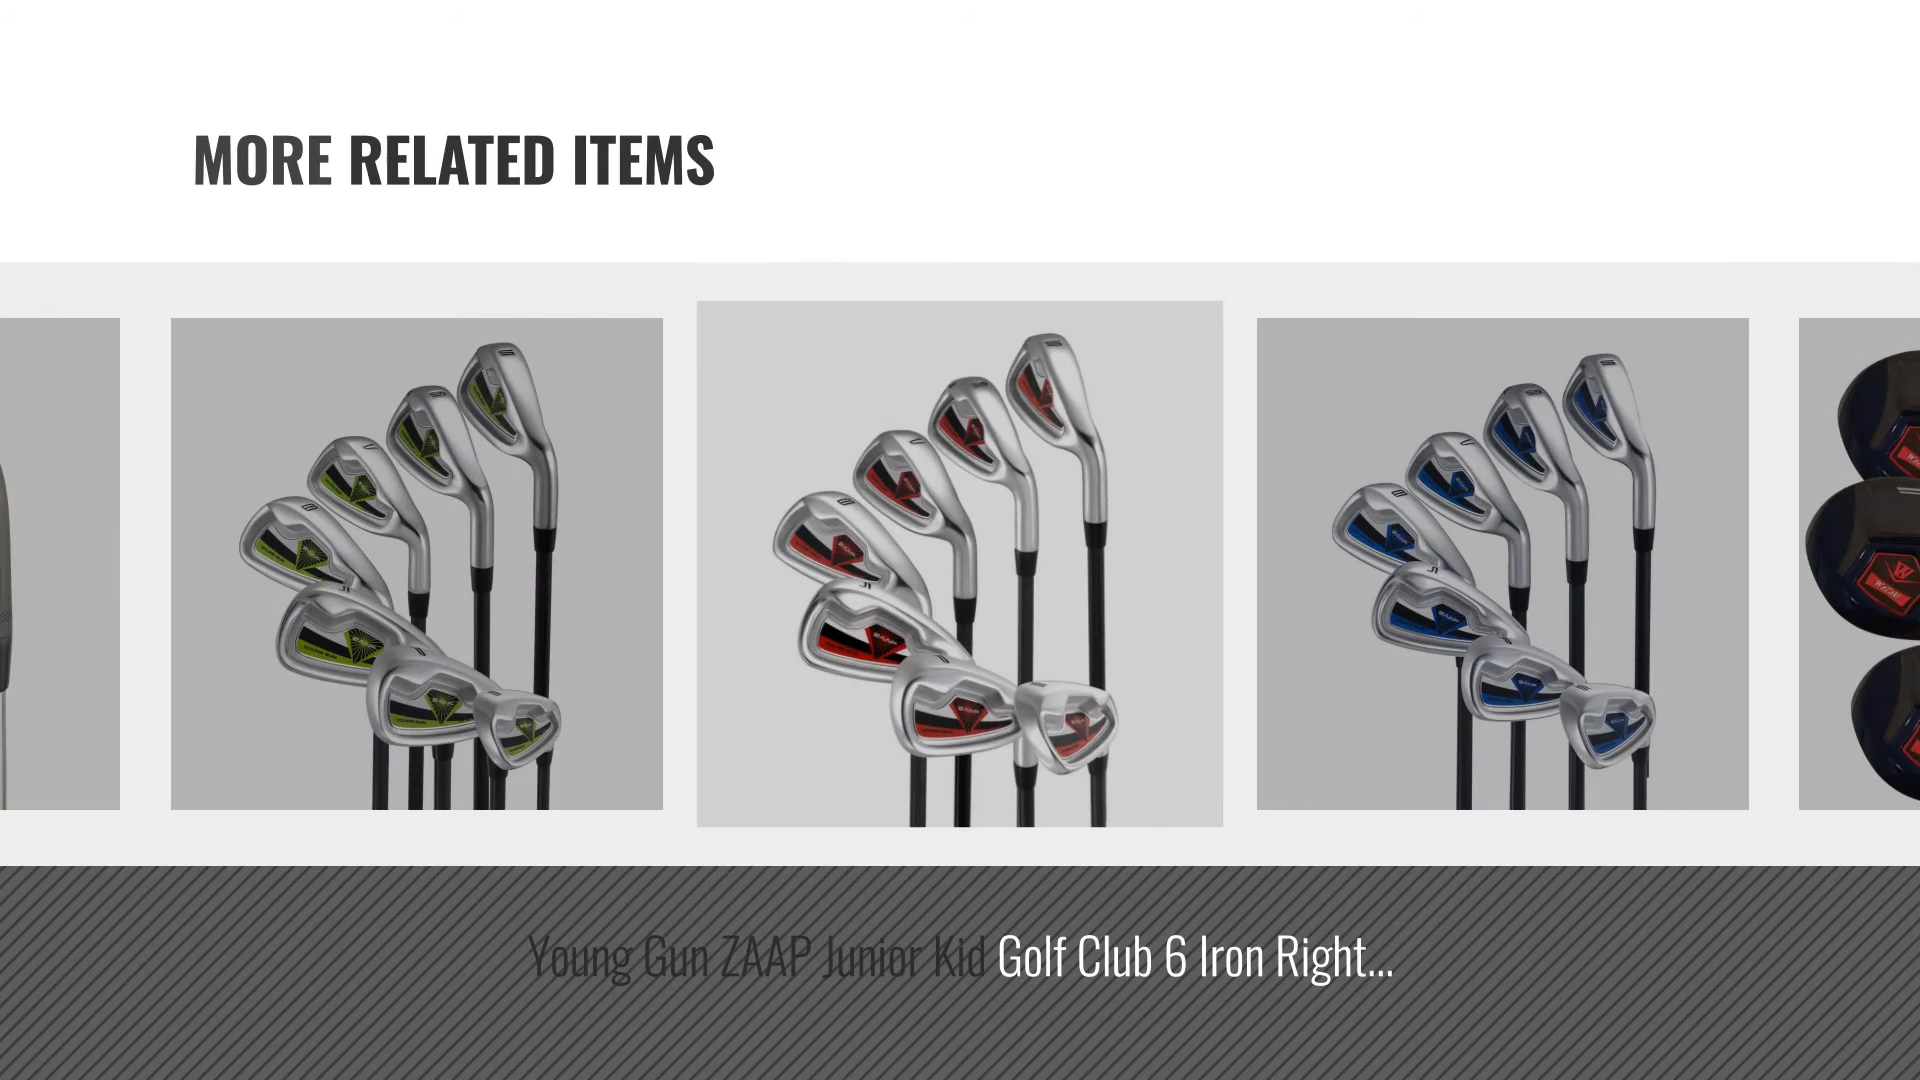 MORE RELATED ITEMS
Young Gun ZAAP Junior Kid Golf Club 6 Iron Right...